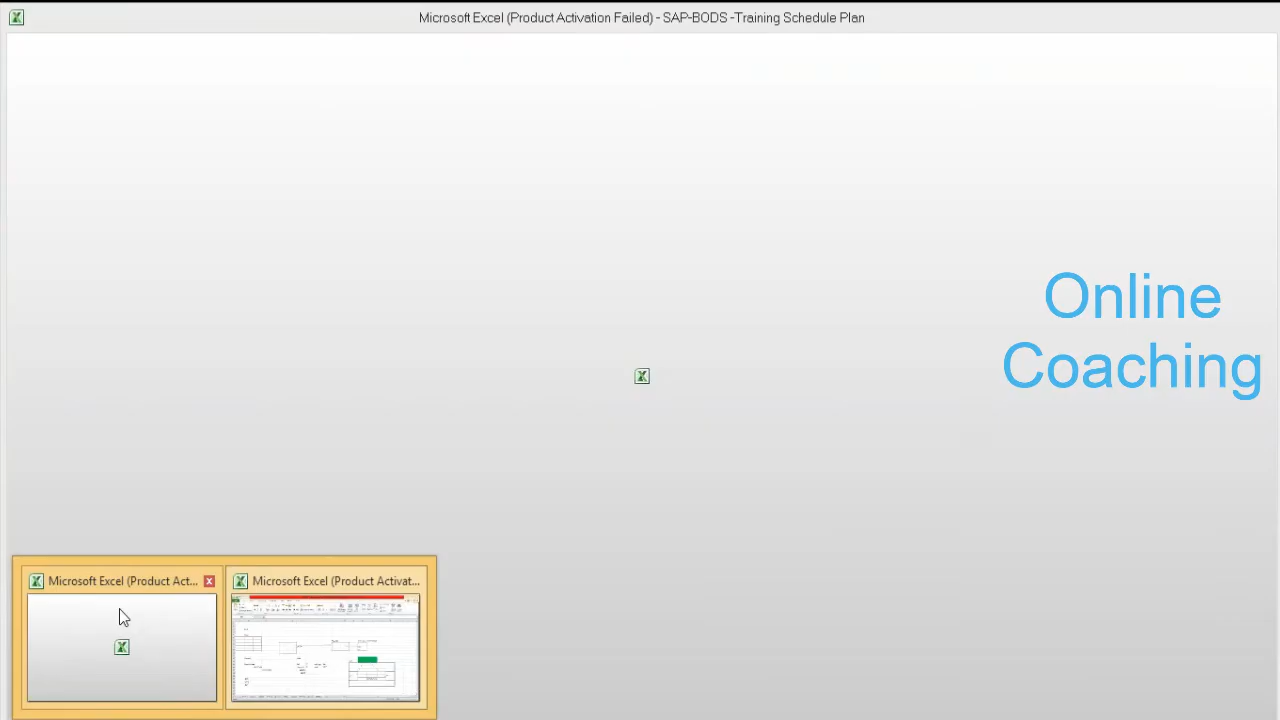 Microsoft Excel (Product Activation Failed) - SAP-BODS -Training Schedule Plan
Online
Coaching
Microsoft Excel (Product Act...
Microsoft Excel (Product Activat...